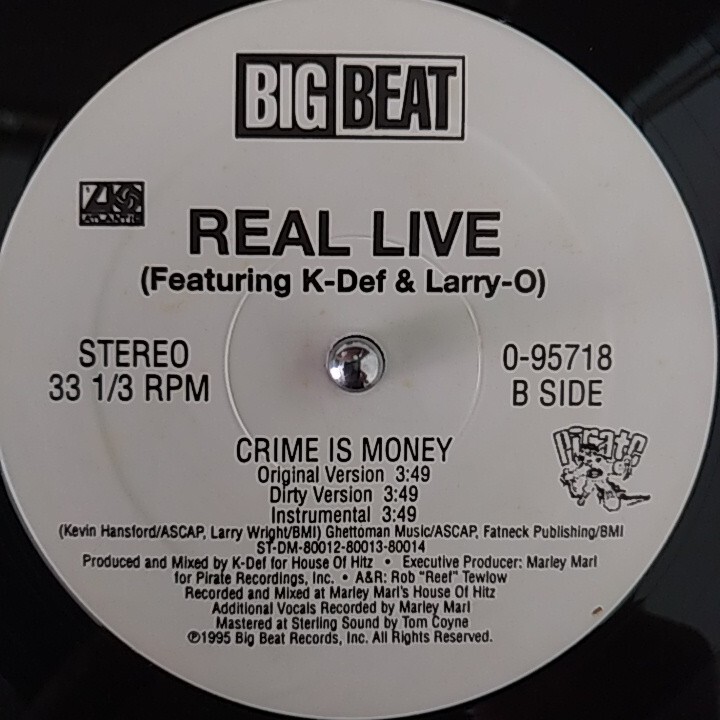 BIG BEAT
ATLANTIC
REAL LIVE
(Featuring K-Def & Larry-O)
STEREO
33 1/3 RPM
0-95718
B SIDE
Pirate
CRIME IS MONEY
Original Version 3:49
Dirty Version 3:49
Instrumental 3:49
(Kevin Hansford/ASCAP, Larry Wright/BMI) Ghettoman Music/ASCAP, Fatneck Publishing/BMI
ST-DM-80012-80013-80014
Produced and Mixed by K-Def for House Of Hitz • Executive Producer: Marley Marl
for Pirate Recordings, Inc. • A&R: Rob "Reef" Tewlow
Recorded and Mixed at Marley Marl's House Of Hitz
Additional Vocals Recorded by Marley Marl
Mastered at Sterling Sound by Tom Coyne
℗1995 Big Beat Records, Inc. All Rights Reserved.